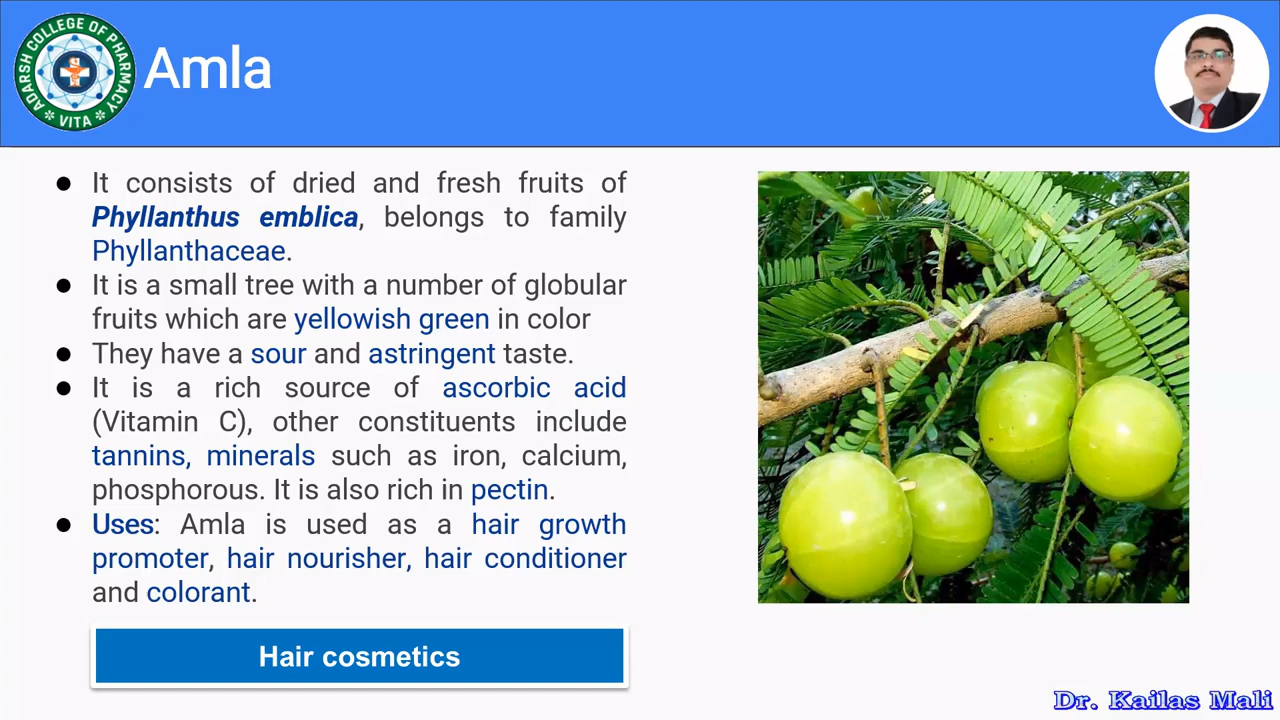 ADARSH COLLEGE OF PHARMACY
VITA
Amla
● It consists of dried and fresh fruits of
Phyllanthus emblica, belongs to family
Phyllanthaceae.
● It is a small tree with a number of globular
fruits which are yellowish green in color
● They have a sour and astringent taste.
● It is a rich source of ascorbic acid
(Vitamin C), other constituents include
tannins, minerals such as iron, calcium,
phosphorous. It is also rich in pectin.
● Uses: Amla is used as a hair growth
promoter, hair nourisher, hair conditioner
and colorant.
Hair cosmetics
Dr. Kailas Mali